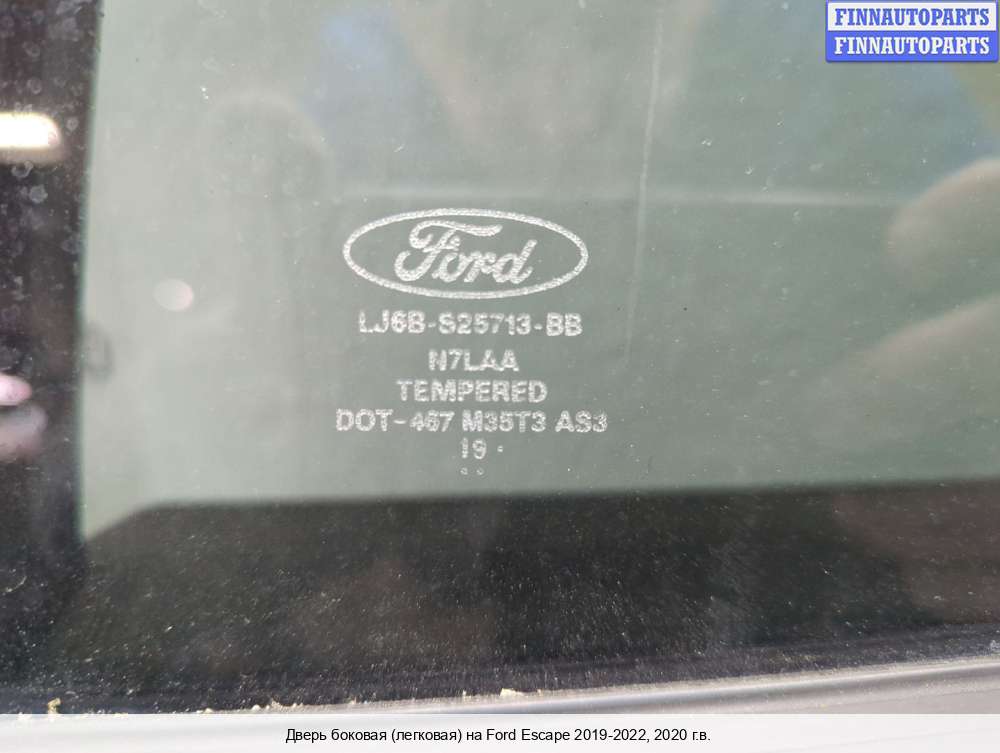 FINNAUTOPARTS
FINNAUTOPARTS
Ford
LJ6B-S25713-BB
N7LAA
TEMPERED
DOT-467 M35T3 AS3
19 .
. .
Дверь боковая (легковая) на Ford Escape 2019-2022, 2020 г.в.